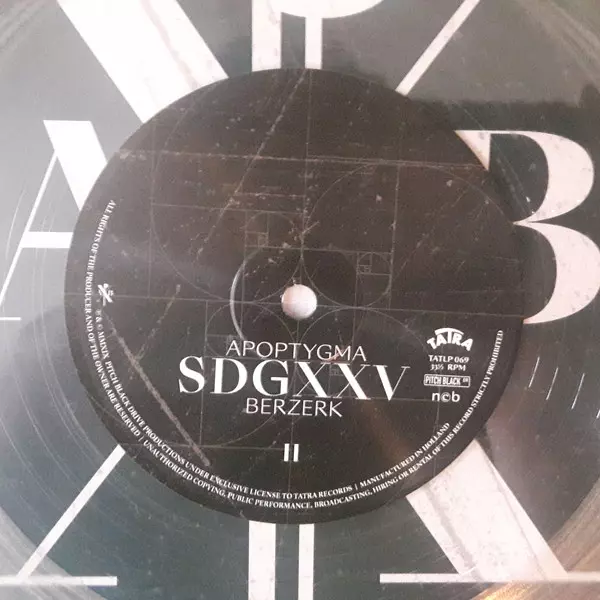 A
B
APOPTYGMA
SDGXXV
BERZERK
II
TATRA
TATLP 069
33⅓ RPM
PITCH BLACK
n©b
ALL RIGHTS OF THE PRODUCER AND OF THE OWNER ARE RESERVED / UNAUTHORIZED COPYING, PUBLIC PERFORMANCE, BROADCASTING, HIRING OR RENTAL OF THIS RECORD STRICTLY PROHIBITED
℗ & © MMXIX PITCH BLACK DRIVE PRODUCTIONS UNDER EXCLUSIVE LICENSE TO TATRA RECORDS | MANUFACTURED IN HOLLAND